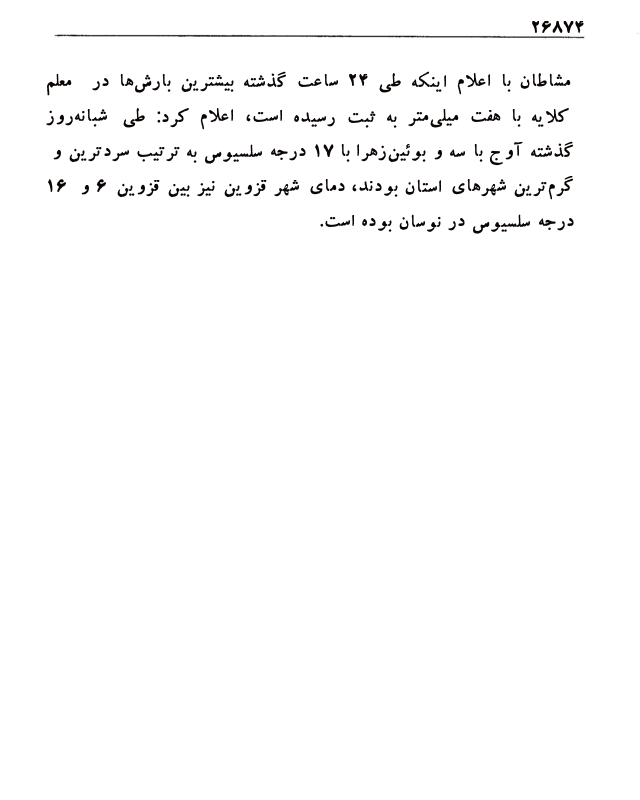 ۲۶۸۷۴
مشاطان با اعلام اینکه طی ۲۴ ساعت گذشته بیشترین بارش‌ها در معلم
کلایه با هفت میلی‌متر به ثبت رسیده است، اعلام کرد: طی شبانه‌روز
گذشته آوج با سه و بوئین‌زهرا با ۱۷ درجه سلسیوس به ترتیب سردترین و
گرم‌ترین شهرهای استان بودند، دمای شهر قزوین نیز بین قزوین ۶ و ۱۶
درجه سلسیوس در نوسان بوده است.